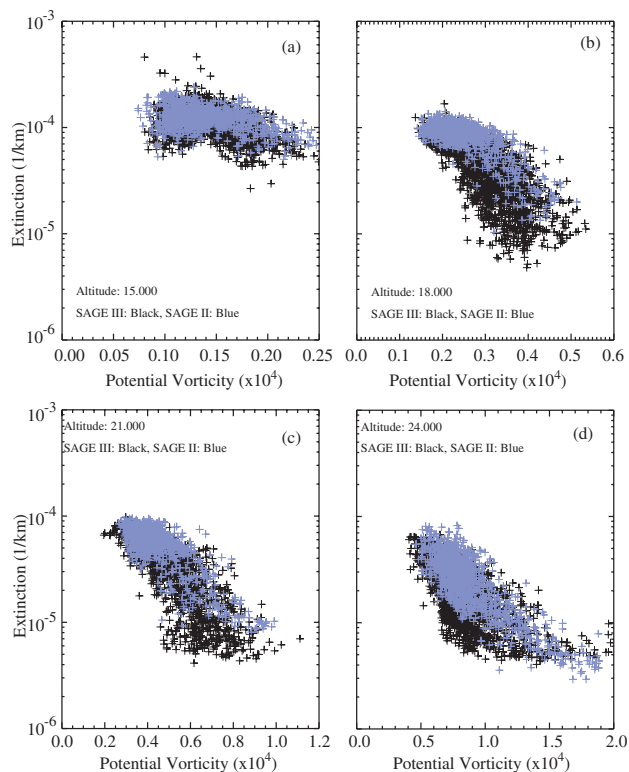 10⁻³
(a)
(b)
10⁻⁴
Extinction (1/km)
10⁻⁵
Altitude: 15.000
Altitude: 18.000
SAGE III: Black, SAGE II: Blue
SAGE III: Black, SAGE II: Blue
10⁻⁶
0.00 0.05 0.10 0.15 0.20 0.25
0.1 0.2 0.3 0.4 0.5 0.6
Potential Vorticity (x10⁴)
Potential Vorticity (x10⁴)
10⁻³
Altitude: 21.000
(c)
Altitude: 24.000
(d)
SAGE III: Black, SAGE II: Blue
SAGE III: Black, SAGE II: Blue
10⁻⁴
Extinction (1/km)
10⁻⁵
10⁻⁶
0.0 0.2 0.4 0.6 0.8 1.0 1.2
0.0 0.5 1.0 1.5 2.0
Potential Vorticity (x10⁴)
Potential Vorticity (x10⁴)